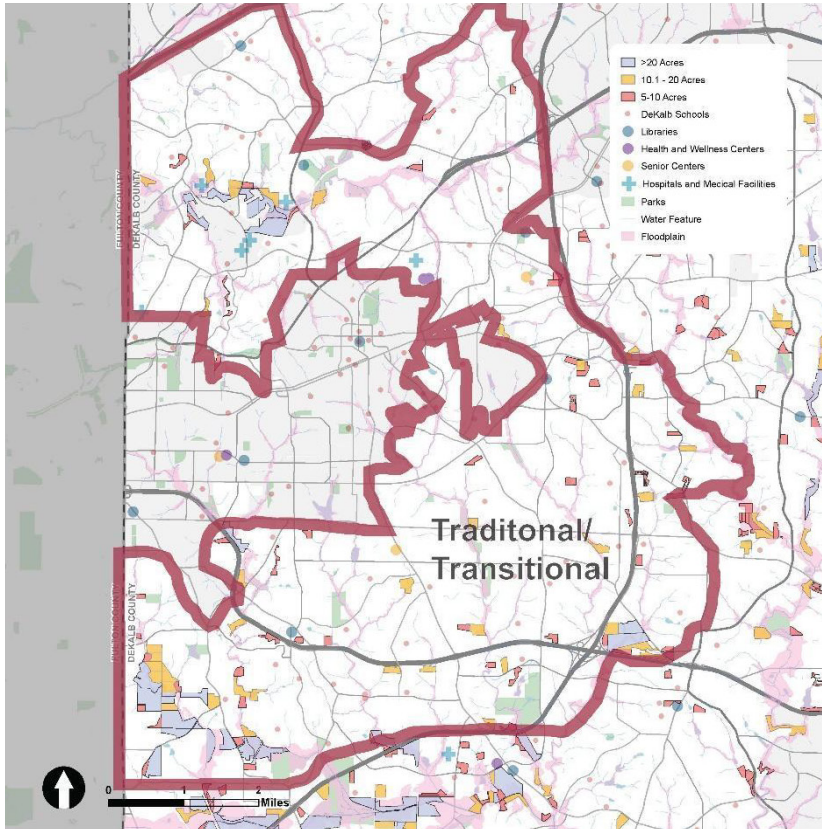 >20 Acres
10.1 - 20 Acres
5-10 Acres
DeKalb Schools
Libraries
Health and Wellness Centers
Senior Centers
Hospitals and Mecical Facilities
Parks
Water Feature
Floodplain
FULTON COUNTY
DEKALB COUNTY
Traditonal/
Transitional
FULTON COUNTY
DEKALB COUNTY
0 1 2
Miles